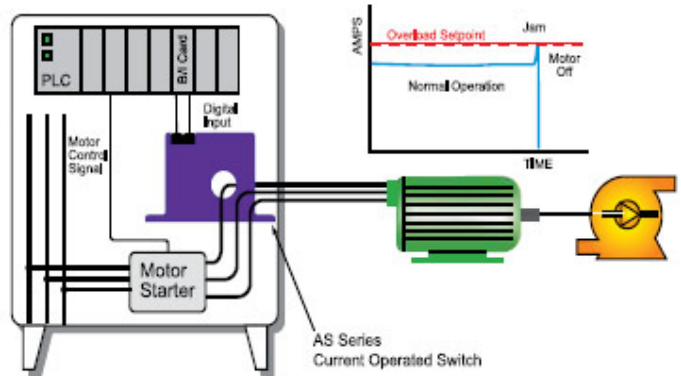 PLC
B/I Card
Digital
Input
Motor
Control
Signal
Motor
Starter
AS Series
Current Operated Switch
AMPS
Overload Setpoint
Jam
Motor
Off
Normal Operation
TIME